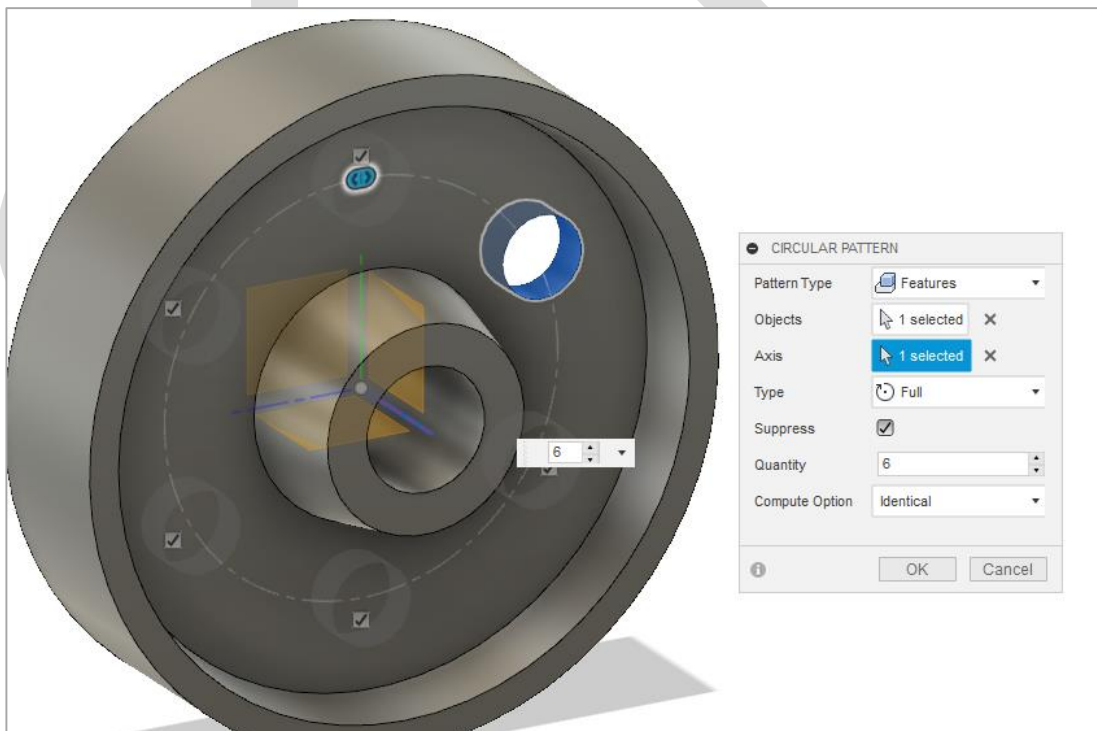 CIRCULAR PATTERN
Pattern Type Features
Objects 1 selected
Axis 1 selected
Type Full
Suppress
6
Quantity 6
Compute Option Identical
OK Cancel